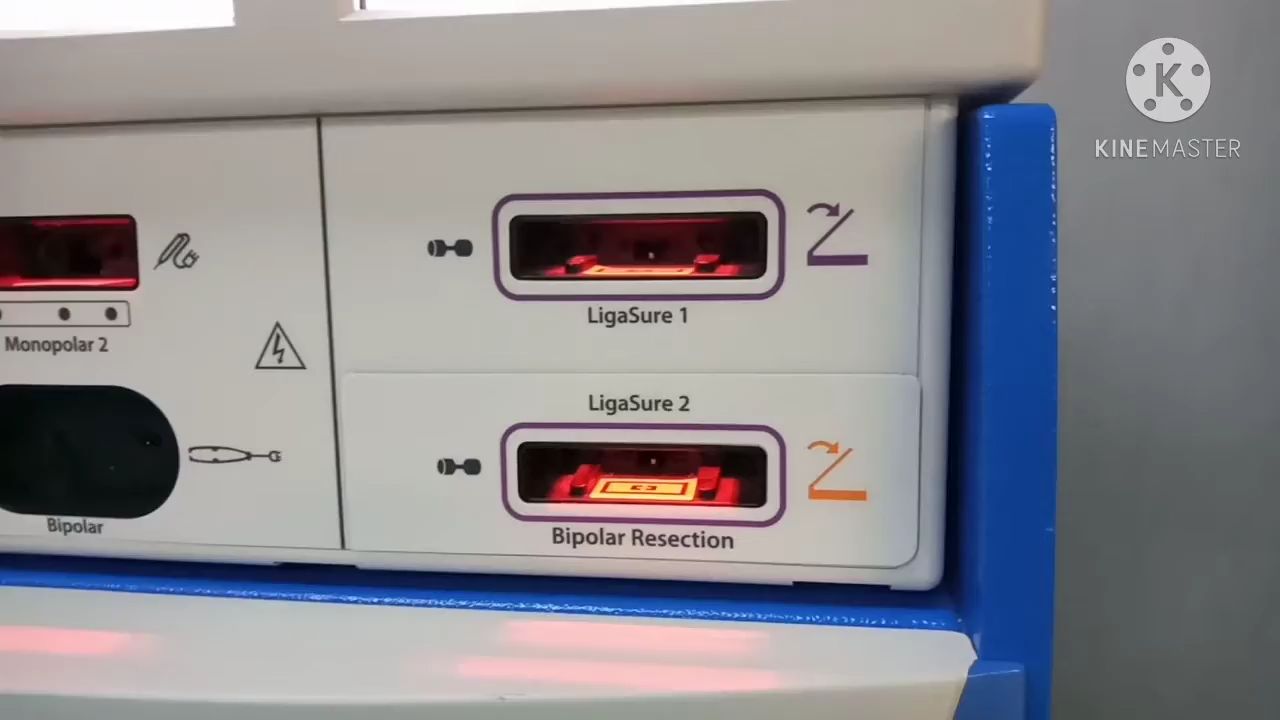 K
KINEMASTER
LigaSure 1
Monopolar 2
LigaSure 2
Bipolar
Bipolar Resection